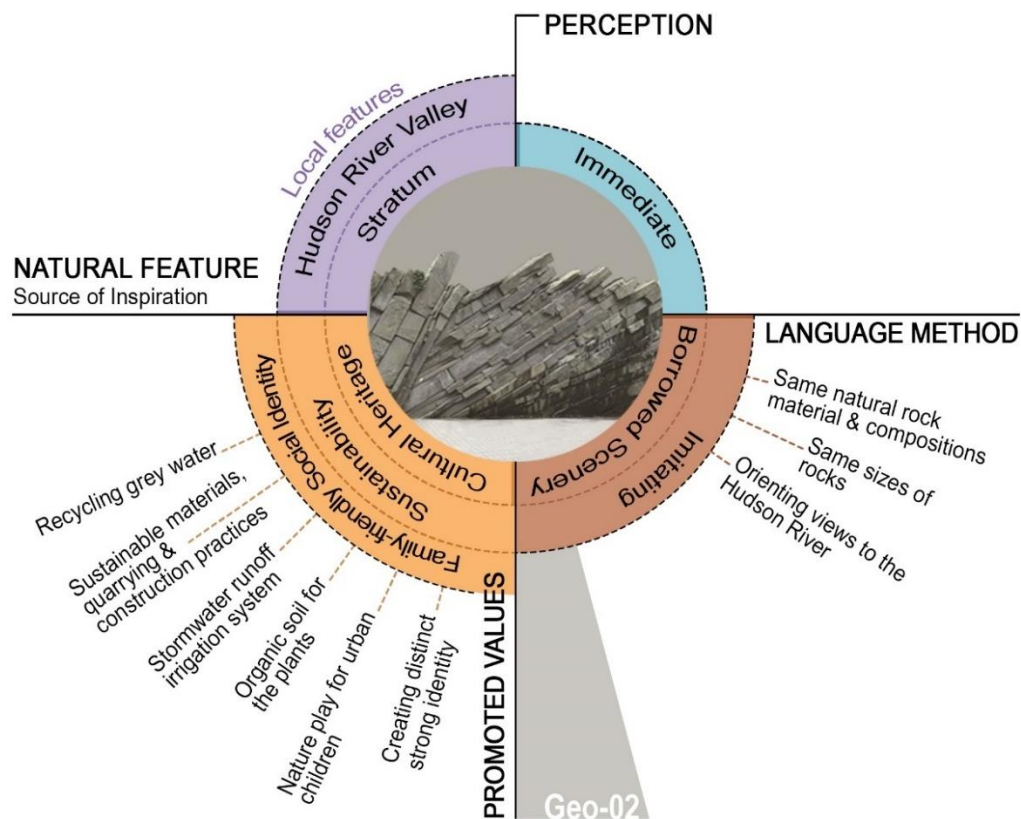 PERCEPTION
Local features
Hudson River Valley
Stratum
Immediate
NATURAL FEATURE
Source of Inspiration
LANGUAGE METHOD
Borrowed Scenery
Imitating
Same natural rock
material & compositions
Same sizes of
rocks
Orienting views to the
Hudson River
Cultural Heritage
Sustainability
Family-friendly Social Identity
Recycling grey water
Sustainable materials,
quarrying &
construction practices
Stormwater runoff
irrigation system
Organic soil for
the plants
Nature play for urban
children
Creating distinct
strong identity
PROMOTED VALUES
Geo-02